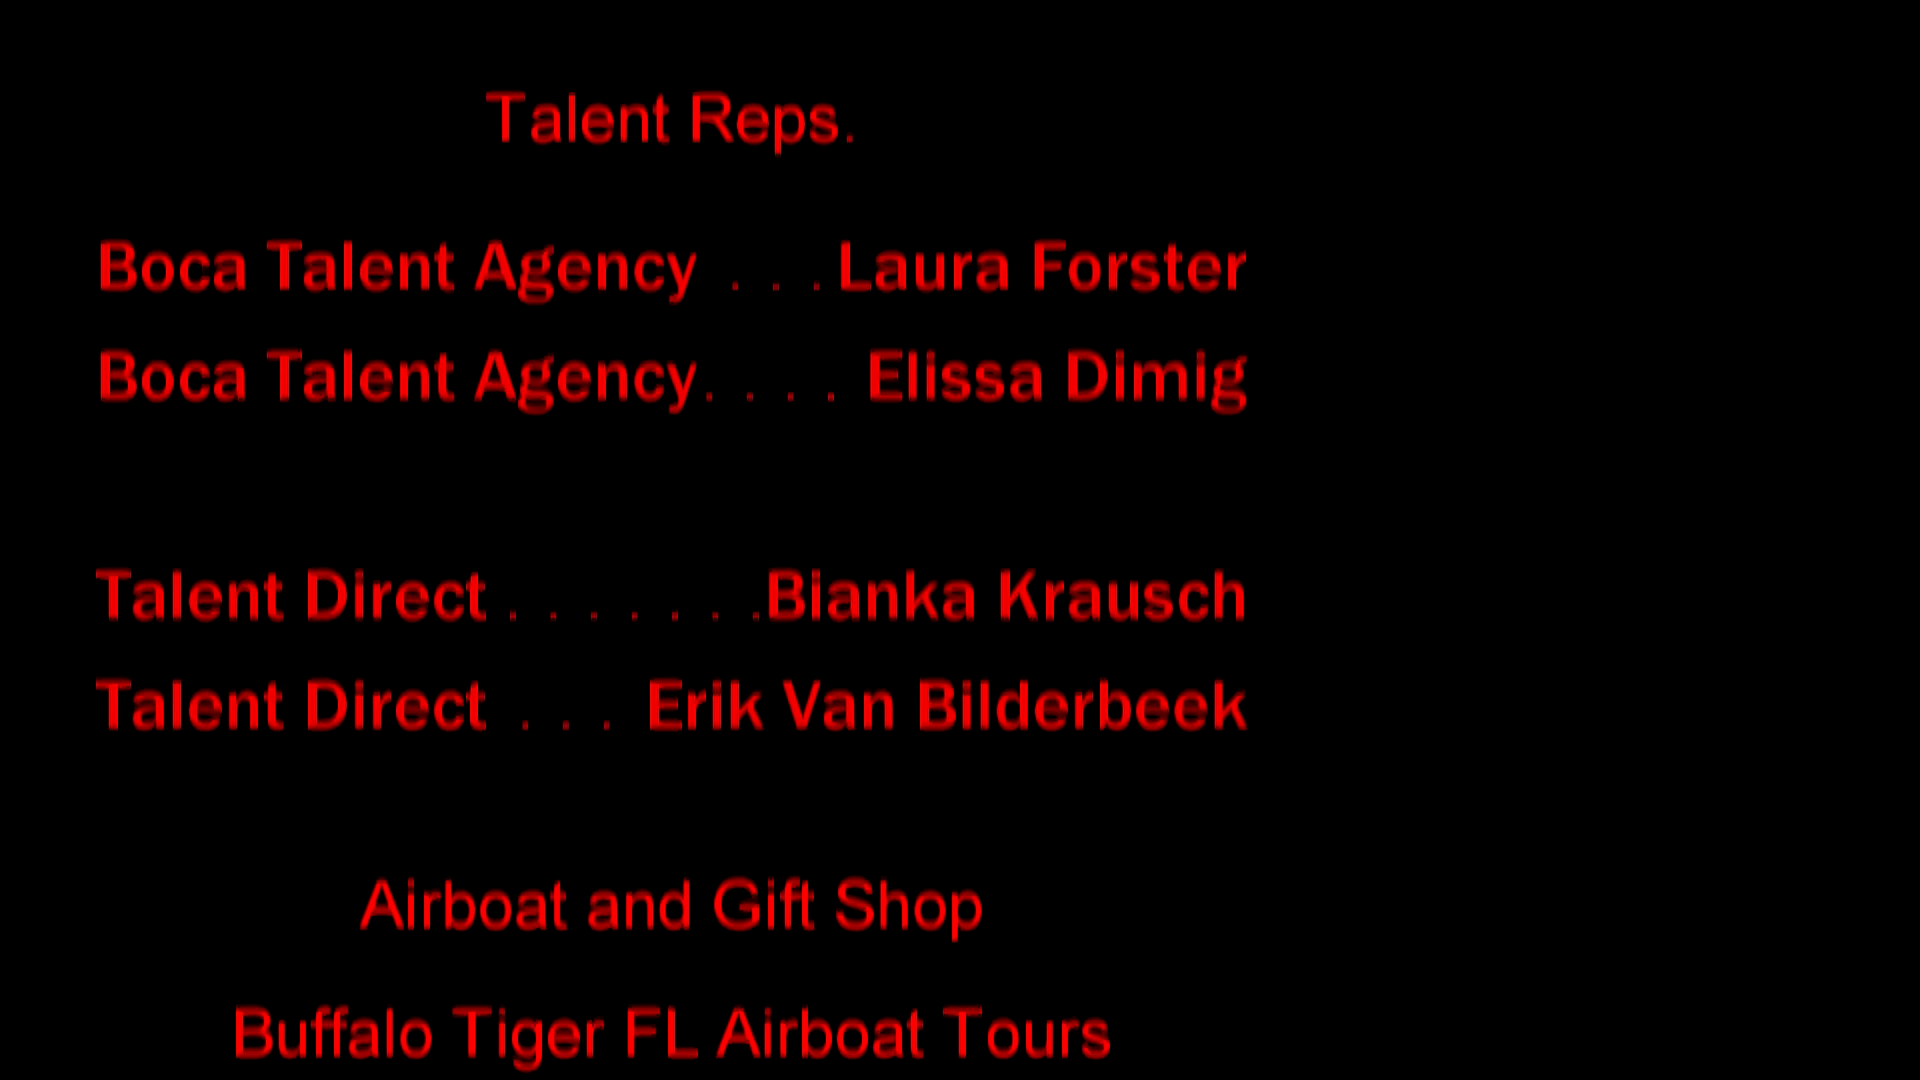 Talent Reps.
Boca Talent Agency . . . Laura Forster
Boca Talent Agency. . . . Elissa Dimig
Talent Direct . . . . . . .Bianka Krausch
Talent Direct . . . Erik Van Bilderbeek
Airboat and Gift Shop
Buffalo Tiger FL Airboat Tours